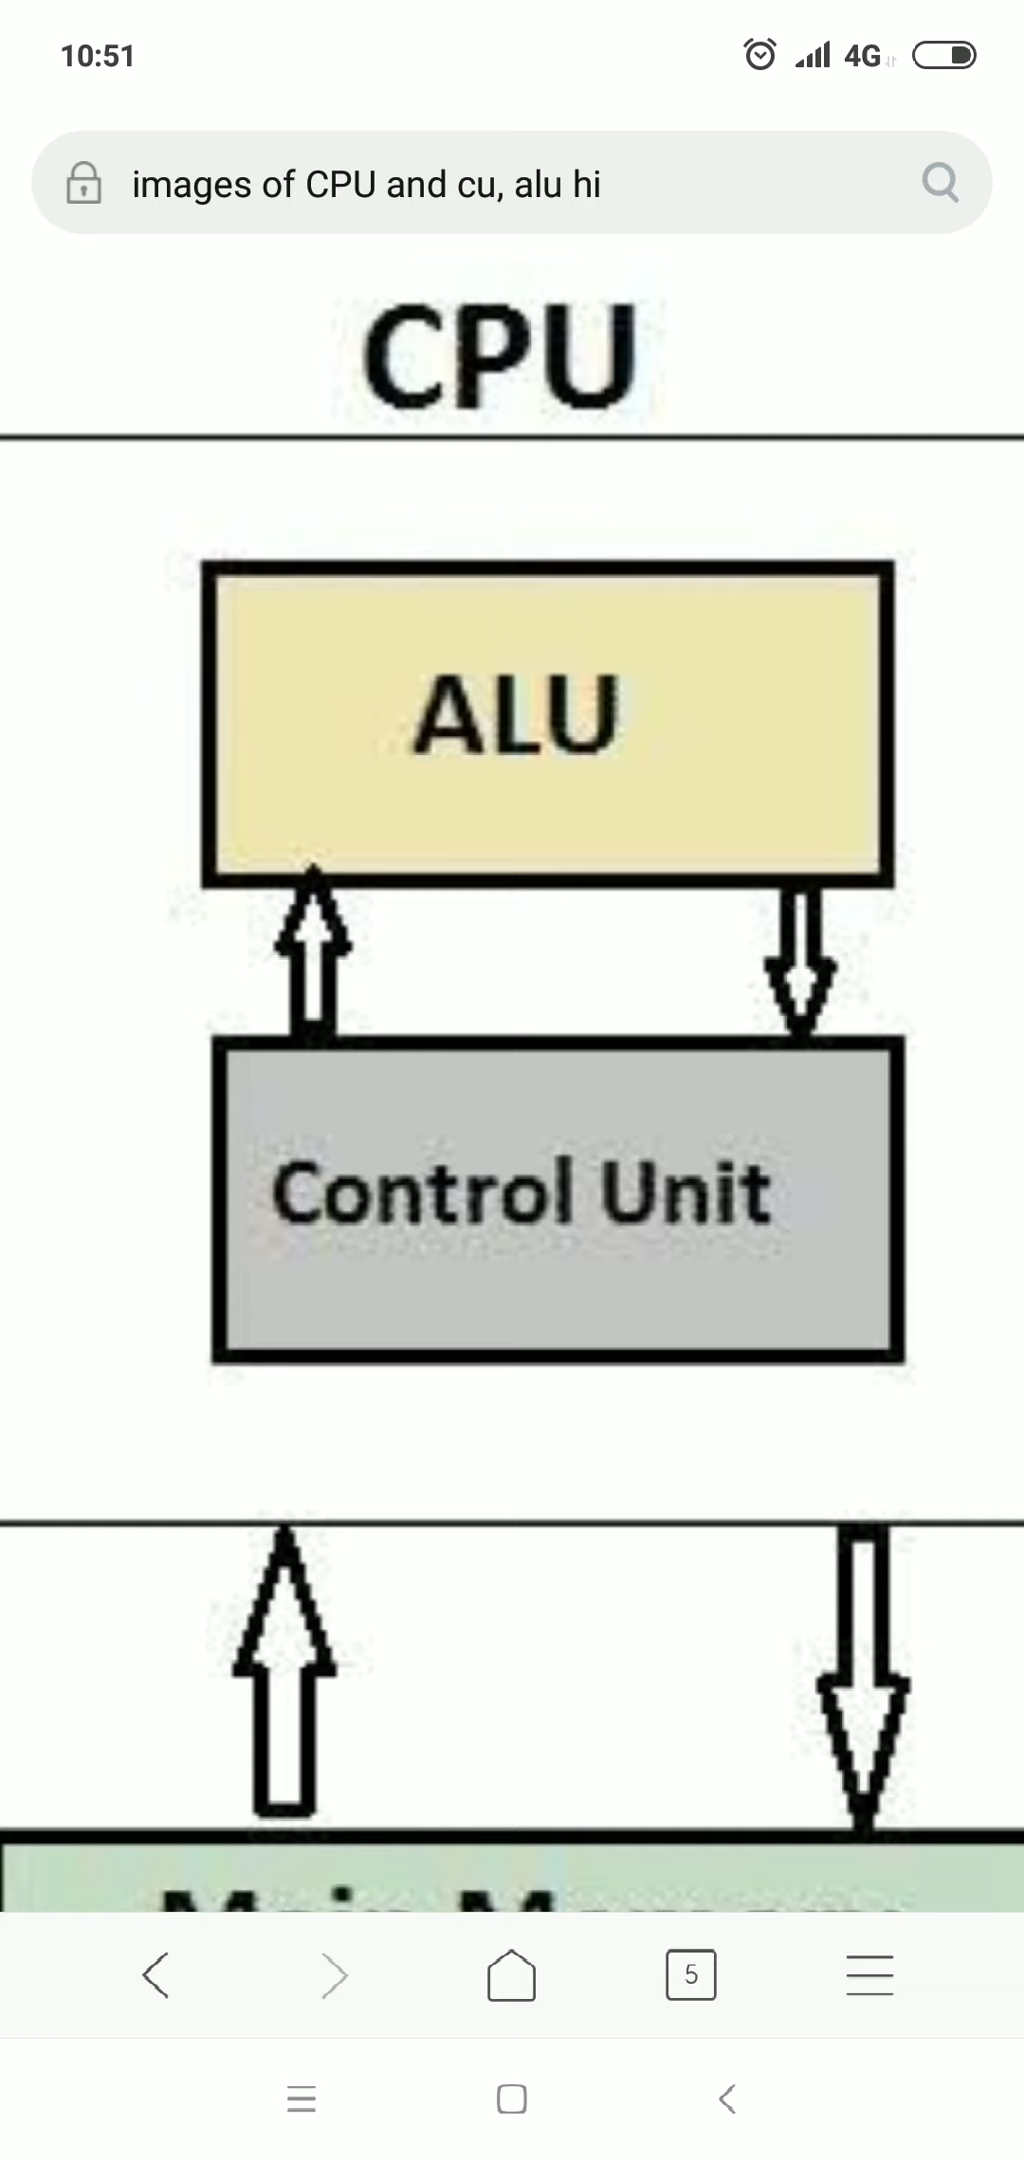 10:51
4G
images of CPU and cu, alu hi
CPU
ALU
Control Unit
5